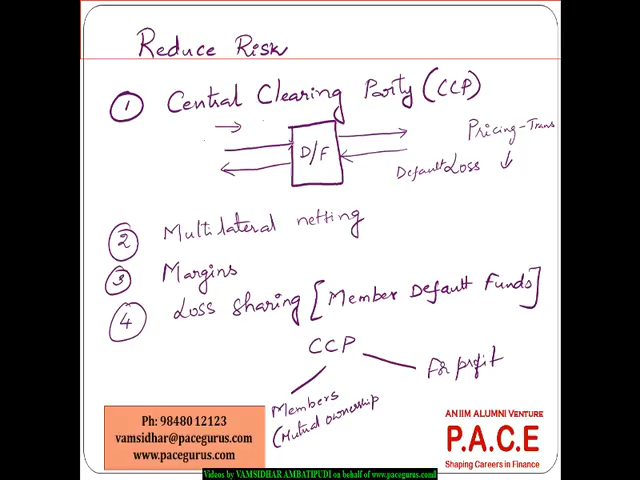 Reduce Risk
① Central Clearing Party (CCP)
D/F
Pricing-Trans
Default Loss ↓
② Multilateral netting
③ Margins
④ Loss sharing [Member Default Funds]
CCP
For profit
Members
(Mutual ownership
Ph: 98480 12123
vamsidhar@pacegurus.com
www.pacegurus.com
AN IIM ALUMNI VENTURE
P.A.C.E
Shaping Careers in Finance
Videos by VAMSIDHAR AMBATIPUDI on behalf of www.pacegurus.com]